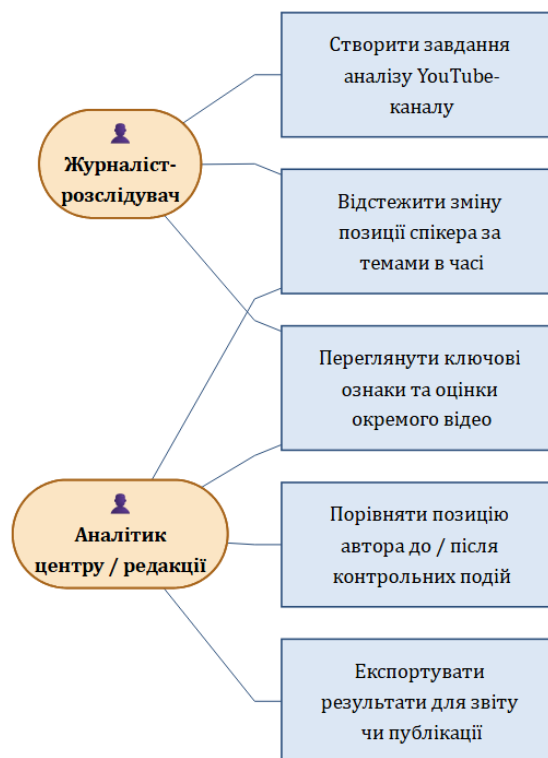 Створити завдання
аналізу YouTube-
каналу
Журналіст-
розслідувач
Відстежити зміну
позиції спікера за
темами в часі
Переглянути ключові
ознаки та оцінки
окремого відео
Аналітик
центру / редакції
Порівняти позицію
автора до / після
контрольних подій
Експортувати
результати для звіту
чи публікації